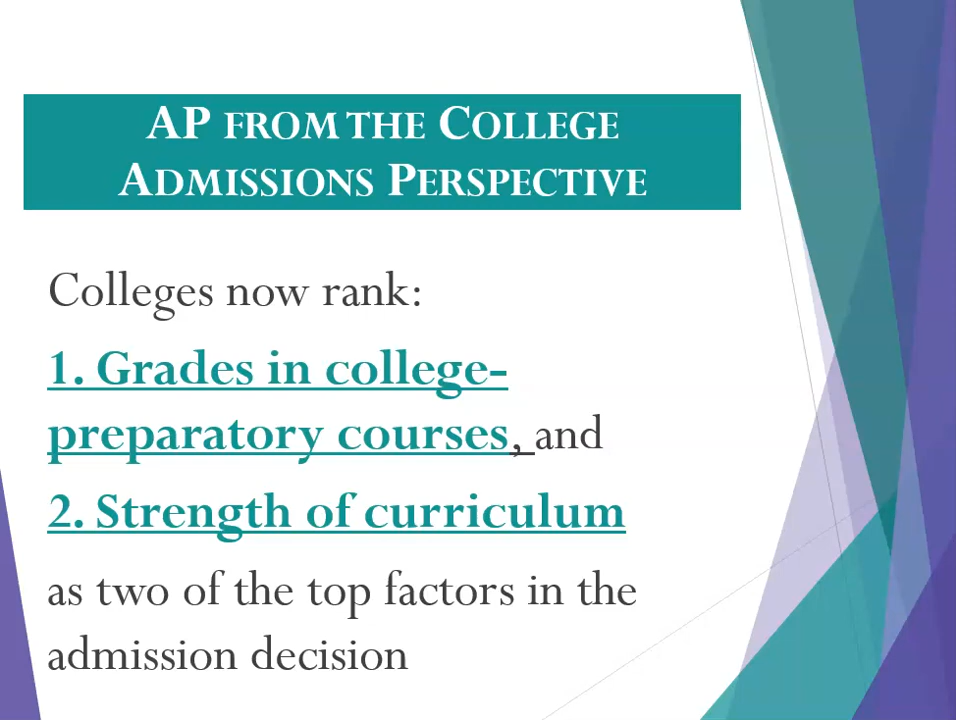 AP FROM THE COLLEGE
ADMISSIONS PERSPECTIVE
Colleges now rank:
1. Grades in college-
preparatory courses, and
2. Strength of curriculum
as two of the top factors in the
admission decision